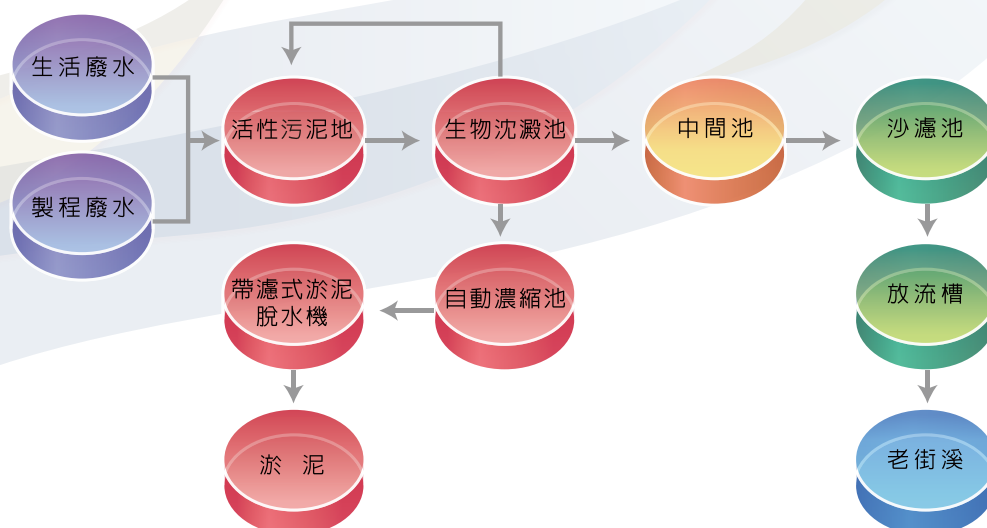 生活廢水
製程廢水
活性污泥地
生物沈澱池
中間池
沙濾池
帶濾式淤泥
脫水機
自動濃縮池
放流槽
淤 泥
老街溪